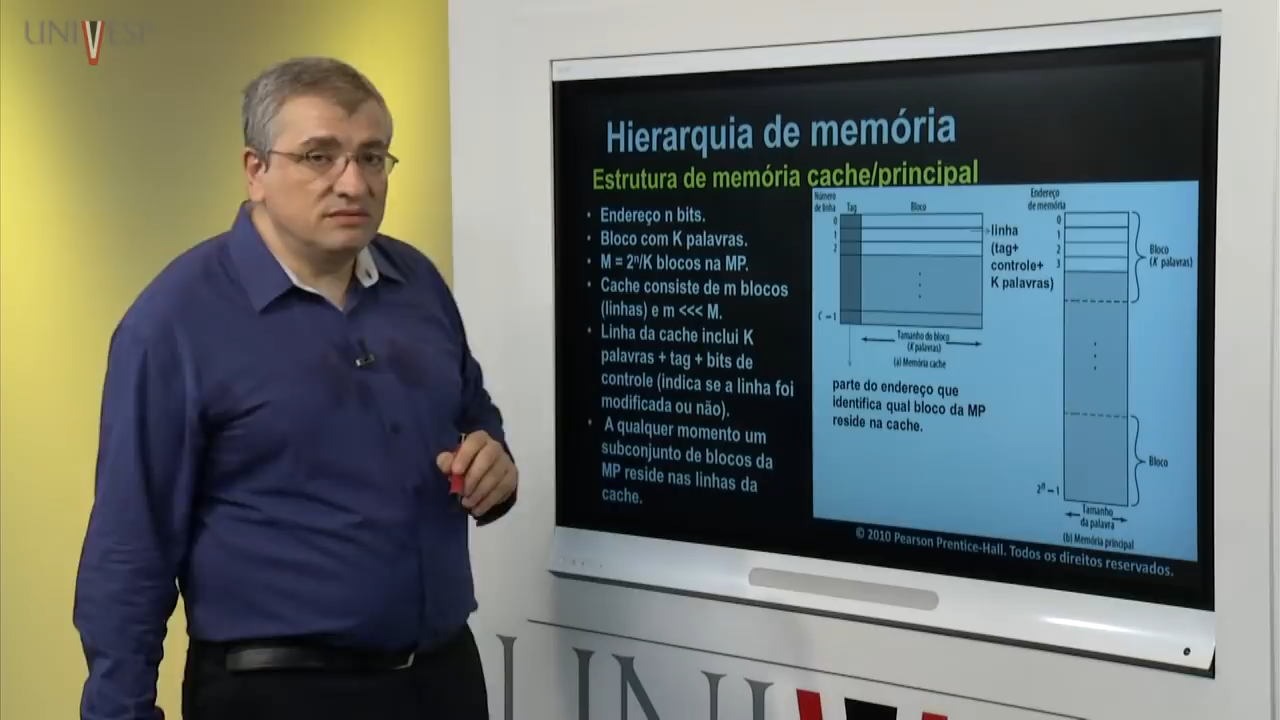 UNIVESP
Hierarquia de memória
Estrutura de memória cache/principal
• Endereço n bits.
• Bloco com K palavras.
• M = 2ⁿ/K blocos na MP.
• Cache consiste de m blocos
(linhas) e m <<< M.
• Linha da cache inclui K
palavras + tag + bits de
controle (indica se a linha foi
modificada ou não).
• A qualquer momento um
subconjunto de blocos da
MP reside nas linhas da
cache.
Número
de linha
Tag
Bloco
0
1
2
C – 1
linha
(tag+
controle+
K palavras)
Tamanho do bloco
(K palavras)
(a) Memória cache
parte do endereço que
identifica qual bloco da MP
reside na cache.
Endereço
de memória
0
1
2
3
Bloco
(K palavras)
Bloco
2ⁿ – 1
Tamanho
da palavra
(b) Memória principal
© 2010 Pearson Prentice-Hall. Todos os direitos reservados.
UNIV